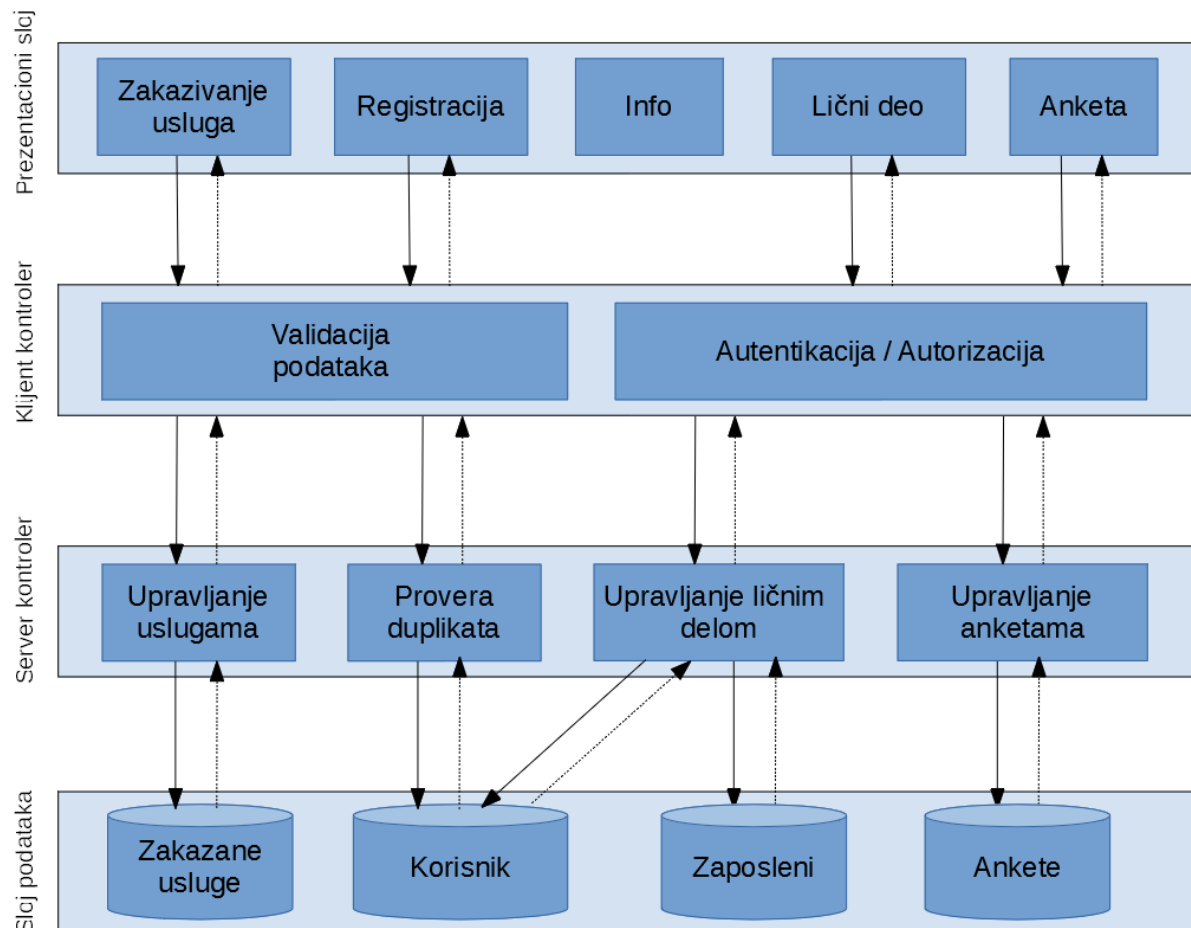 Prezentacioni sloj
Zakazivanje
usluga
Registracija
Info
Lični deo
Anketa
Klijent kontroler
Validacija
podataka
Autentikacija / Autorizacija
Server kontroler
Upravljanje
uslugama
Provera
duplikata
Upravljanje ličnim
delom
Upravljanje
anketama
Sloj podataka
Zakazane
usluge
Korisnik
Zaposleni
Ankete